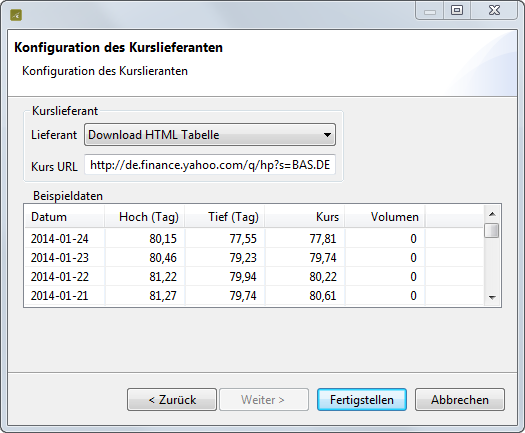 Konfiguration des Kurslieferanten
Konfiguration des Kurslieranten
Kurslieferant
Lieferant Download HTML Tabelle
Kurs URL http://de.finance.yahoo.com/q/hp?s=BAS.DE
Beispieldaten
Datum Hoch (Tag) Tief (Tag) Kurs Volumen
2014-01-24 80,15 77,55 77,81 0
2014-01-23 80,46 79,23 79,74 0
2014-01-22 81,22 79,94 80,22 0
2014-01-21 81,27 79,74 80,61 0
< Zurück Weiter > Fertigstellen Abbrechen